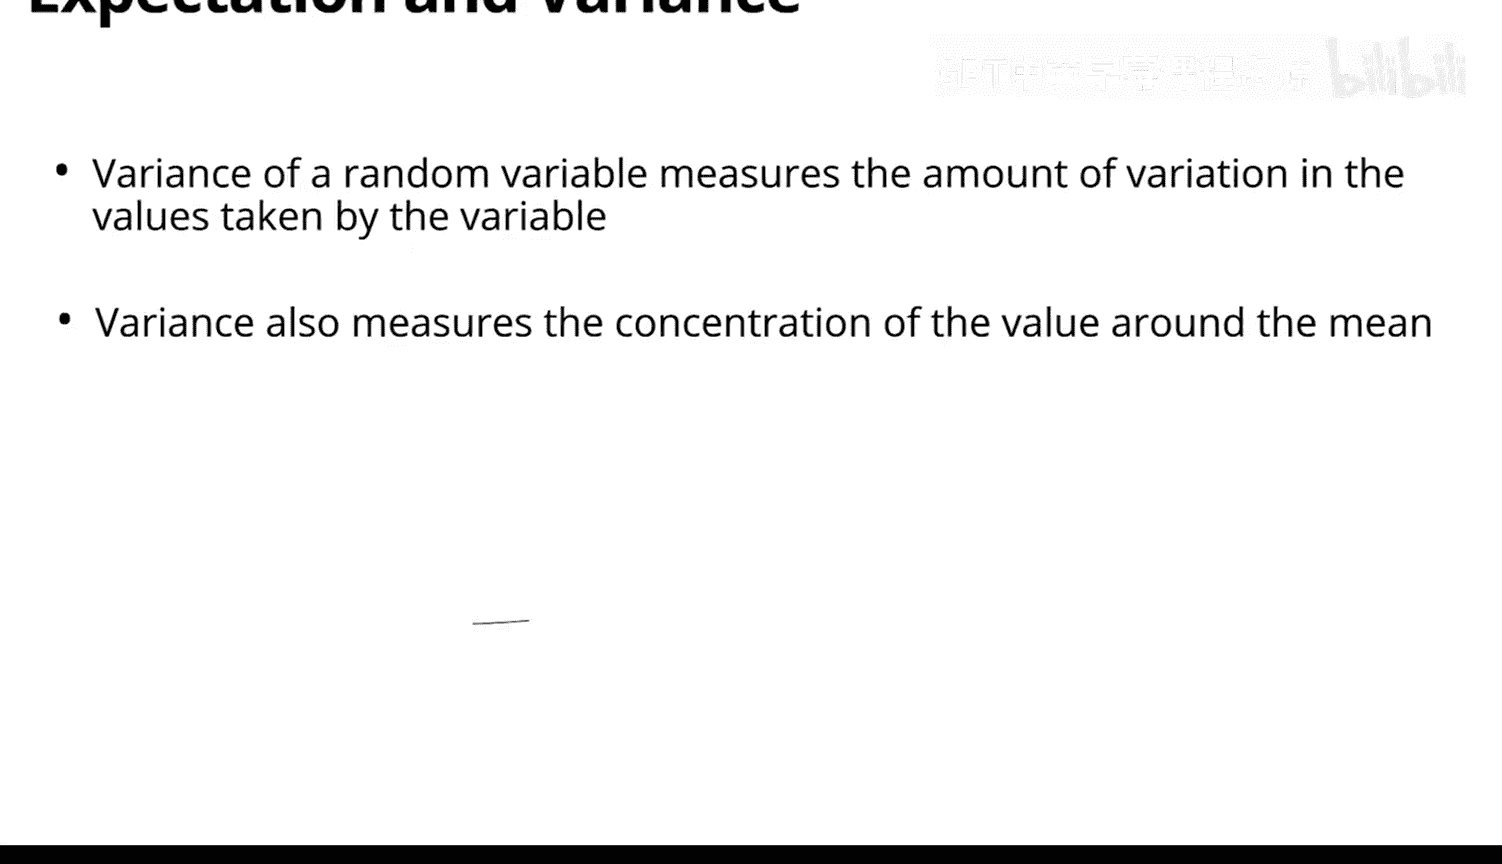 Expectation and Variance
bilibili
• Variance of a random variable measures the amount of variation in the
values taken by the variable
• Variance also measures the concentration of the value around the mean